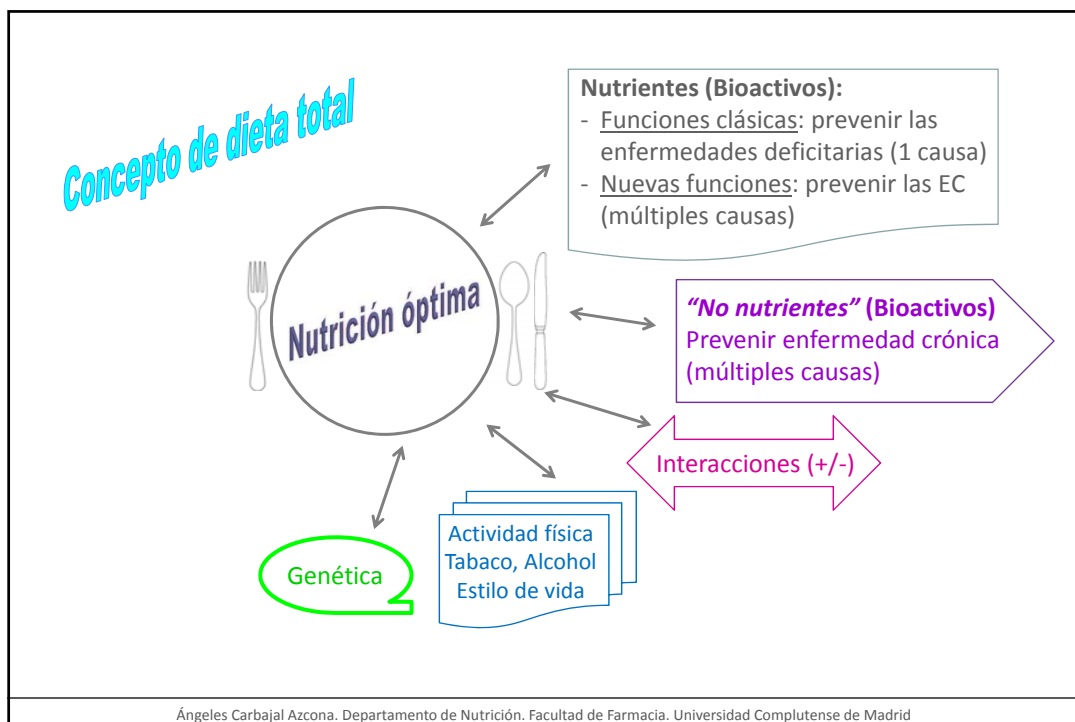 Concepto de dieta total
Nutrientes (Bioactivos):
- Funciones clásicas: prevenir las
enfermedades deficitarias (1 causa)
- Nuevas funciones: prevenir las EC
(múltiples causas)
Nutrición óptima
“No nutrientes” (Bioactivos)
Prevenir enfermedad crónica
(múltiples causas)
Interacciones (+/-)
Actividad física
Tabaco, Alcohol
Estilo de vida
Genética
Ángeles Carbajal Azcona. Departamento de Nutrición. Facultad de Farmacia. Universidad Complutense de Madrid